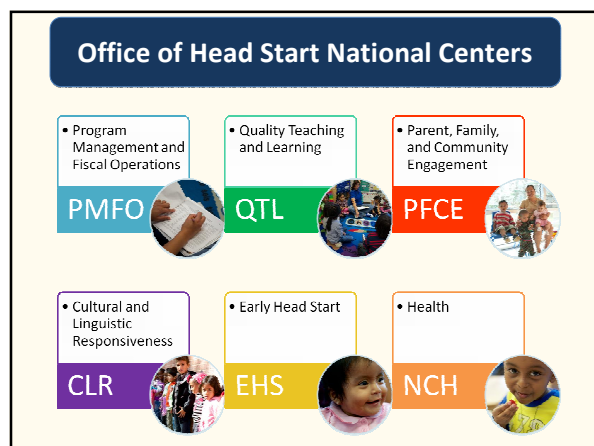 Office of Head Start National Centers
• Program
Management and
Fiscal Operations
PMFO
• Quality Teaching
and Learning
QTL
• Parent, Family,
and Community
Engagement
PFCE
• Cultural and
Linguistic
Responsiveness
CLR
• Early Head Start
EHS
• Health
NCH